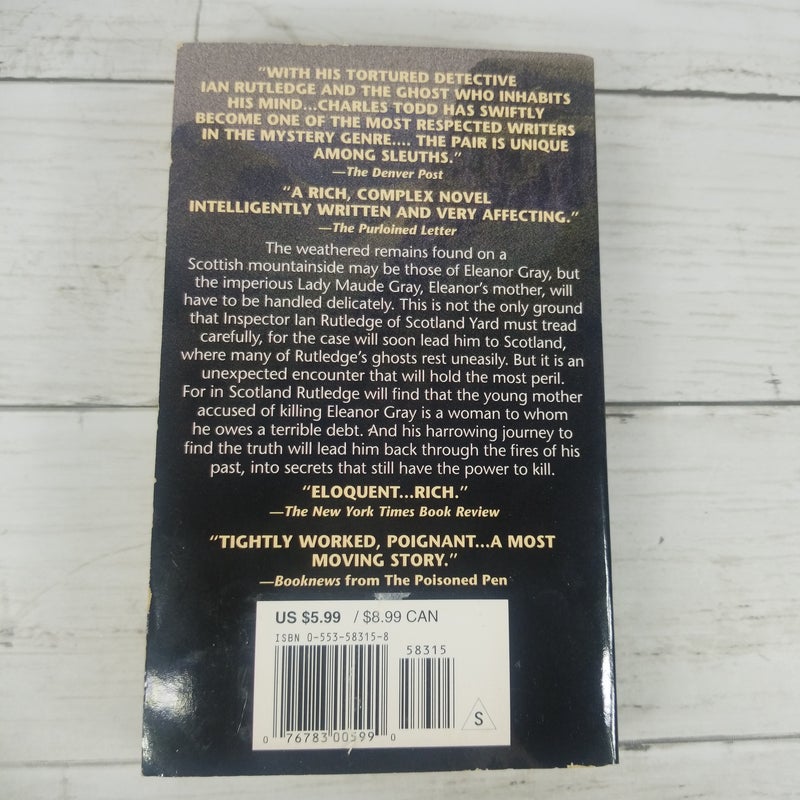 "WITH HIS TORTURED DETECTIVE
IAN RUTLEDGE AND THE GHOST WHO INHABITS
HIS MIND...CHARLES TODD HAS SWIFTLY
BECOME ONE OF THE MOST RESPECTED WRITERS
IN THE MYSTERY GENRE.... THE PAIR IS UNIQUE
AMONG SLEUTHS."
—The Denver Post
"A RICH, COMPLEX NOVEL
INTELLIGENTLY WRITTEN AND VERY AFFECTING."
—The Purloined Letter
The weathered remains found on a
Scottish mountainside may be those of Eleanor Gray, but
the imperious Lady Maude Gray, Eleanor's mother, will
have to be handled delicately. This is not the only ground
that Inspector Ian Rutledge of Scotland Yard must tread
carefully, for the case will soon lead him to Scotland,
where many of Rutledge's ghosts rest uneasily. But it is an
unexpected encounter that will hold the most peril.
For in Scotland Rutledge will find that the young mother
accused of killing Eleanor Gray is a woman to whom
he owes a terrible debt. And his harrowing journey to
find the truth will lead him back through the fires of his
past, into secrets that still have the power to kill.
"ELOQUENT...RICH."
—The New York Times Book Review
"TIGHTLY WORKED, POIGNANT...A MOST
MOVING STORY."
—Booknews from The Poisoned Pen
US $5.99 / $8.99 CAN
ISBN 0-553-58315-8
58315
S
0 76783 00599 0